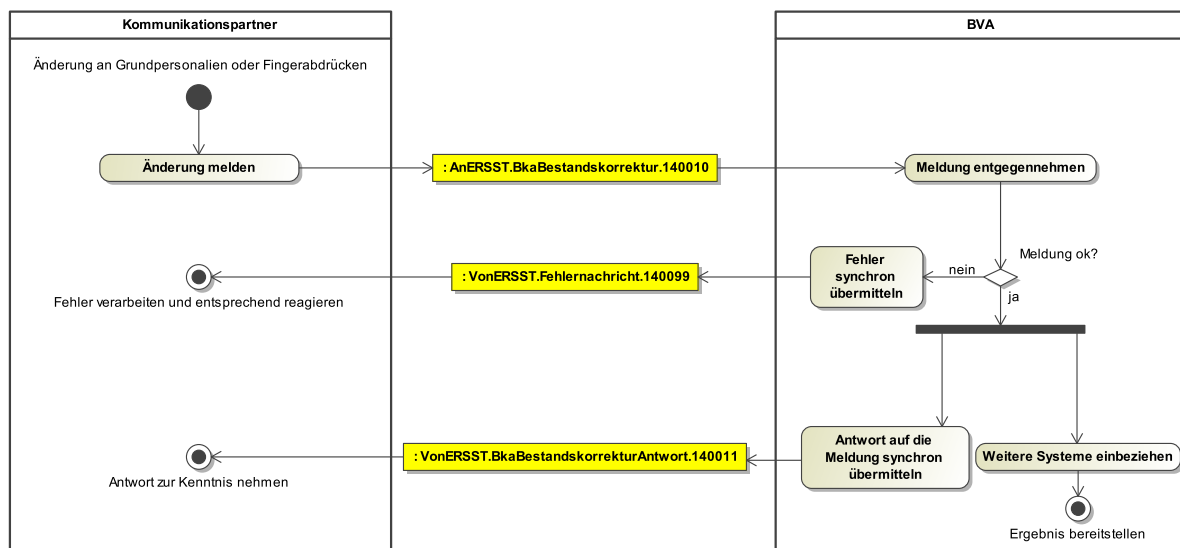 Kommunikationspartner
BVA
Änderung an Grundpersonalien oder Fingerabdrücken
Änderung melden
: AnERSST.BkaBestandskorrektur.140010
Meldung entgegennehmen
Meldung ok?
nein
ja
Fehler
synchron
übermitteln
: VonERSST.Fehlernachricht.140099
Fehler verarbeiten und entsprechend reagieren
Antwort auf die
Meldung synchron
übermitteln
Weitere Systeme einbeziehen
: VonERSST.BkaBestandskorrekturAntwort.140011
Antwort zur Kenntnis nehmen
Ergebnis bereitstellen